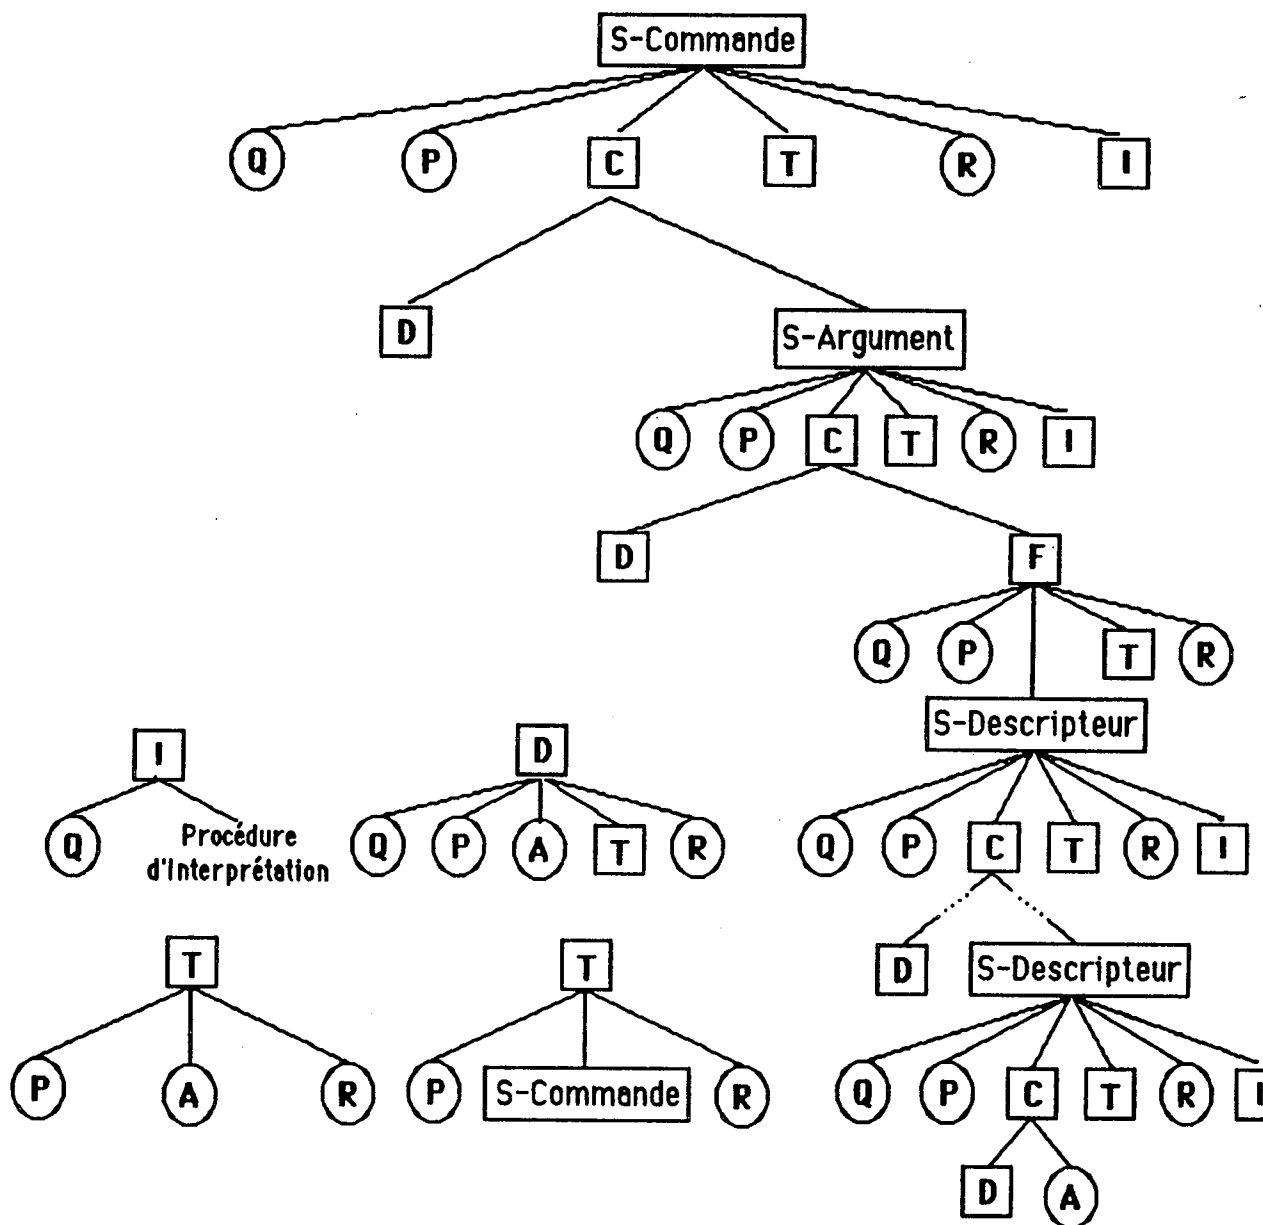 S-Commande
Q P C T R I
D S-Argument
Q P C T R I
D F
Q P T R
S-Descripteur
I D
Q Procédure
d'Interprétation
Q P A T R
Q P C T R I
T T
D S-Descripteur
P A R
P S-Commande R
Q P C T R I
D A